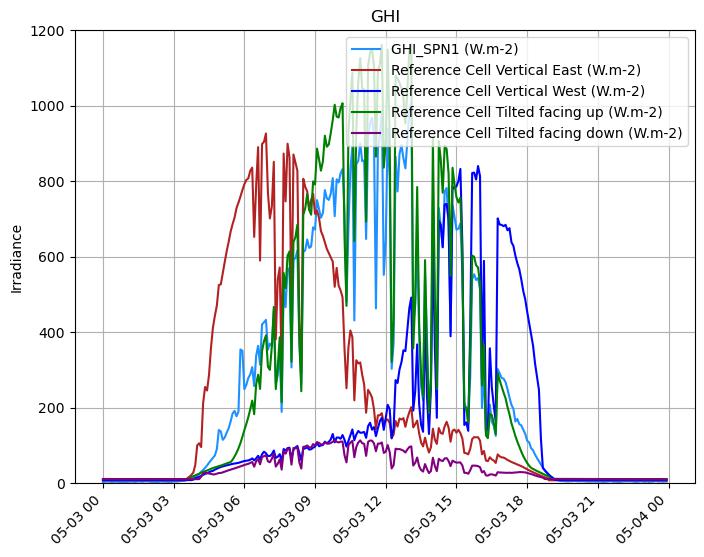 GHI
GHI_SPN1 (W.m-2)
Reference Cell Vertical East (W.m-2)
Reference Cell Vertical West (W.m-2)
Reference Cell Tilted facing up (W.m-2)
Reference Cell Tilted facing down (W.m-2)
Irradiance
1200
1000
800
600
400
200
0
05-03 00
05-03 03
05-03 06
05-03 09
05-03 12
05-03 15
05-03 18
05-03 21
05-04 00